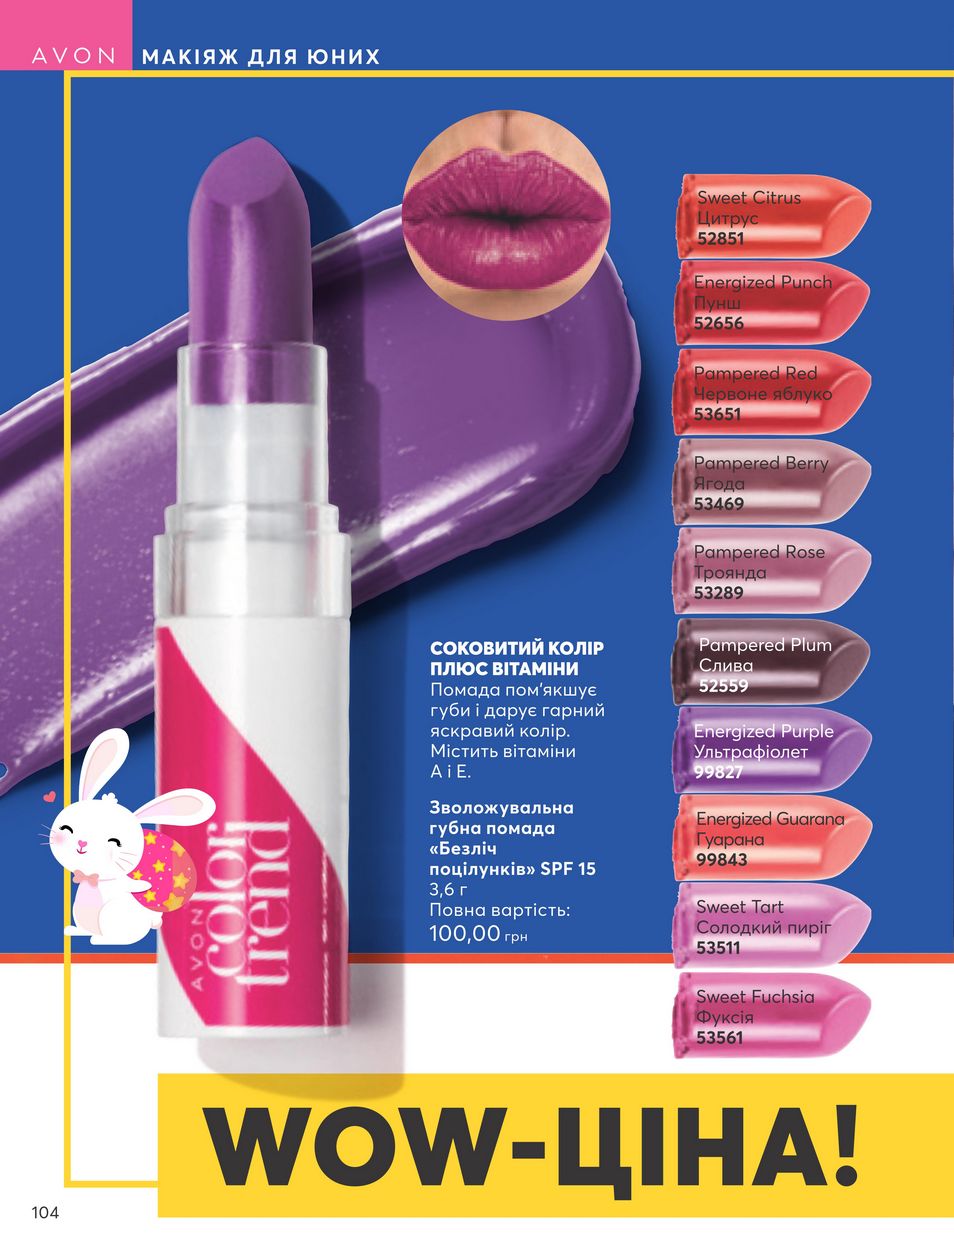 AVON МАКІЯЖ ДЛЯ ЮНИХ
Sweet Citrus
Цитрус
52851
Energized Punch
Пунш
52656
Pampered Red
Червоне яблуко
53651
Pampered Berry
Ягода
53469
Pampered Rose
Троянда
53289
Pampered Plum
Слива
52559
Energized Purple
Ультрафіолет
99827
Energized Guarana
Гуарана
99843
Sweet Tart
Солодкий пиріг
53511
Sweet Fuchsia
Фуксія
53561
СОКОВИТИЙ КОЛІР
ПЛЮС ВІТАМІНИ
Помада пом’якшує
губи і дарує гарний
яскравий колір.
Містить вітаміни
А і Е.
Зволожувальна
губна помада
«Безліч
поцілунків» SPF 15
3,6 г
Повна вартість:
100,00 грн
AVON
color
trend
WOW-ЦІНА!
104